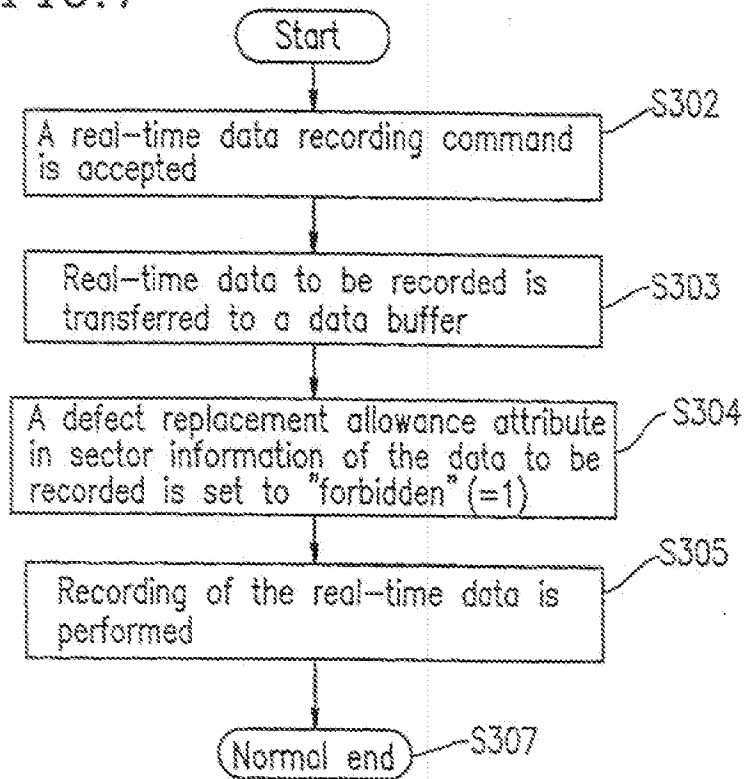 FIG.7
Start
S302
A real-time data recording command
is accepted
S303
Real-time data to be recorded is
transferred to a data buffer
S304
A defect replacement allowance attribute
in sector information of the data to be
recorded is set to "forbidden" (=1)
S305
Recording of the real-time data is
performed
Normal end
S307